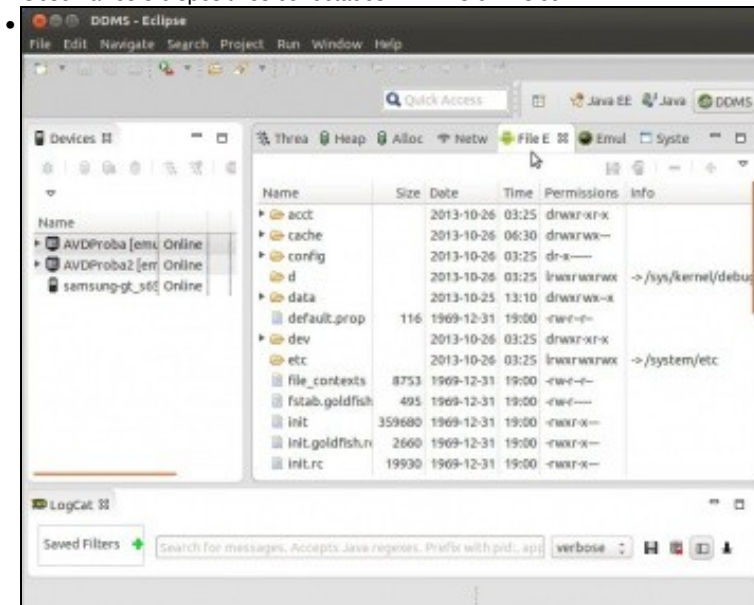 DDMS - Eclipse
File Edit Navigate Search Project Run Window Help
Quick Access
Java EE Java DDMS
Devices
Threa Heap Alloc Netw File E Emul Syste
Name
AVDProba [emu Online
AVDProba2 [em Online
samsung-gt_s65 Online
Name Size Date Time Permissions Info
acct 2013-10-26 03:25 drwxr-xr-x
cache 2013-10-26 06:30 drwxrwx---
config 2013-10-26 03:25 dr-x------
d 2013-10-26 03:25 lrwxrwxrwx -> /sys/kernel/debug
data 2013-10-25 13:10 drwxrwx--x
default.prop 116 1969-12-31 19:00 -rw-r--r--
dev 2013-10-26 03:25 drwxr-xr-x
etc 2013-10-26 03:25 lrwxrwxrwx -> /system/etc
file_contexts 8753 1969-12-31 19:00 -rw-r--r--
fstab.goldfish 495 1969-12-31 19:00 -rw-r-----
init 359680 1969-12-31 19:00 -rwxr-x---
init.goldfish.rc 2660 1969-12-31 19:00 -rwxr-x---
init.rc 19930 1969-12-31 19:00 -rwxr-x---
LogCat
Saved Filters
Search for messages. Accepts Java regexes. Prefix with pid:, app verbose